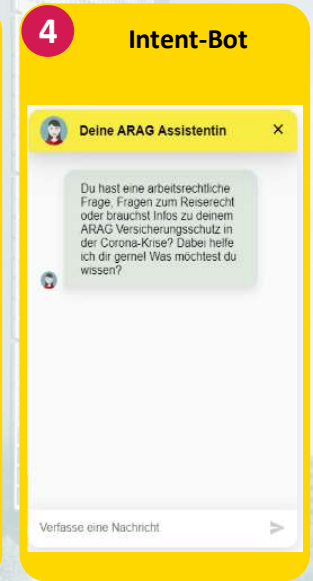 4
Intent-Bot
Deine ARAG Assistentin ×
Du hast eine arbeitsrechtliche
Frage, Fragen zum Reiserecht
oder brauchst Infos zu deinem
ARAG Versicherungsschutz in
der Corona-Krise? Dabei helfe
ich dir gerne! Was möchtest du
wissen?
Verfasse eine Nachricht